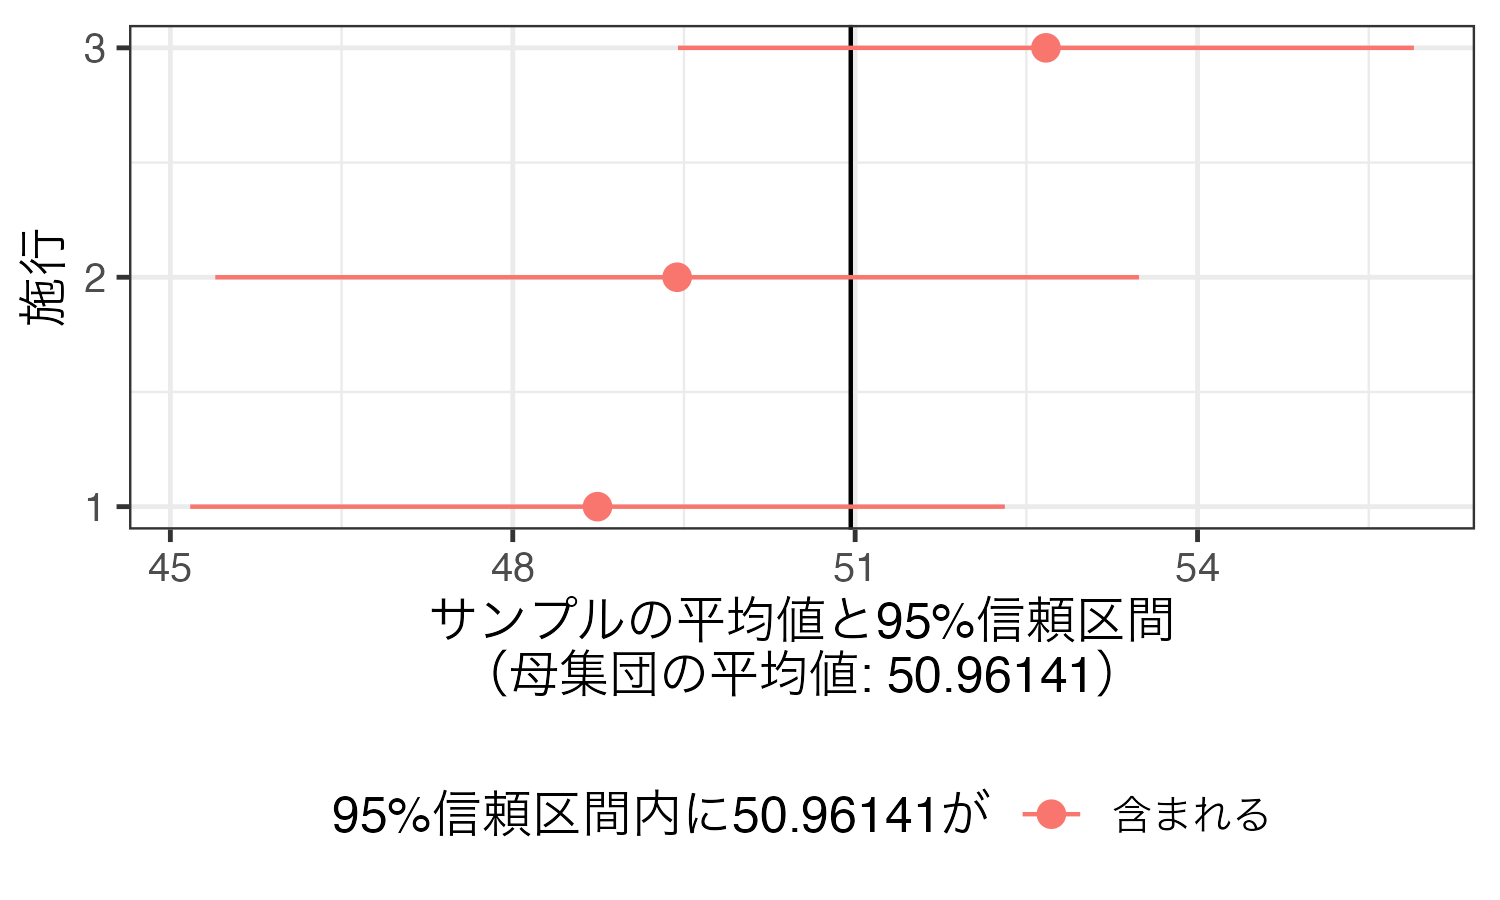 3
2
1
施行
45 48 51 54
サンプルの平均値と95%信頼区間
（母集団の平均値: 50.96141）
95%信頼区間内に50.96141が 含まれる